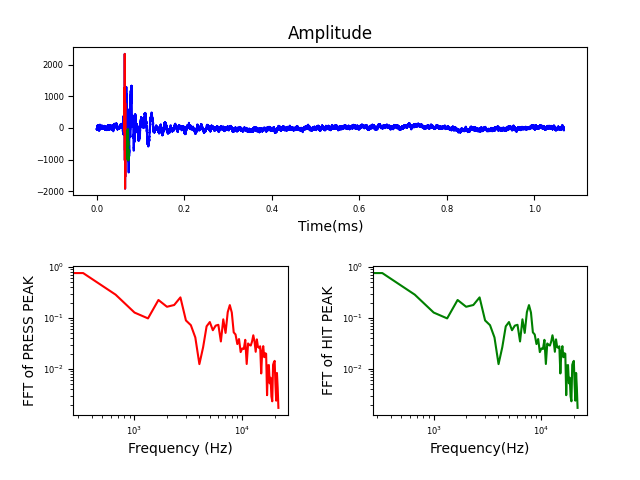 Amplitude
2000
1000
0
−1000
−2000
0.0 0.2 0.4 0.6 0.8 1.0
Time(ms)
FFT of PRESS PEAK
10⁰
10⁻¹
10⁻²
10³ 10⁴
Frequency (Hz)
FFT of HIT PEAK
10⁰
10⁻¹
10⁻²
10³ 10⁴
Frequency(Hz)